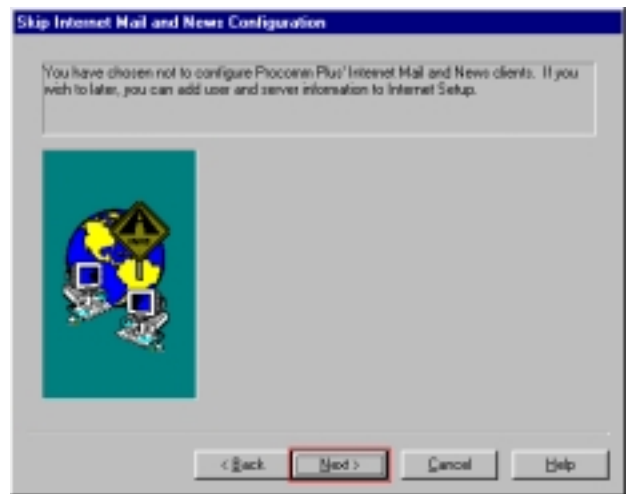 Skip Internet Mail and News Configuration
You have chosen not to configure Procomm Plus' Internet Mail and News clients. If you
wish to later, you can add user and server information to Internet Setup.
< Back
Next >
Cancel
Help